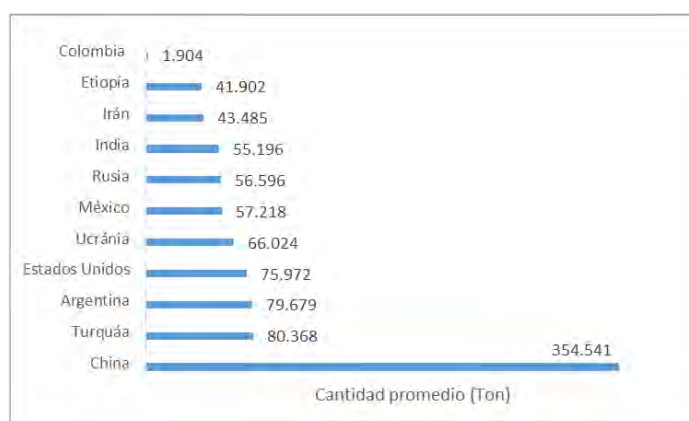 Colombia 1.904
Etiopía 41.902
Irán 43.485
India 55.196
Rusia 56.596
México 57.218
Ucránia 66.024
Estados Unidos 75.972
Argentina 79.679
Turquáa 80.368
China 354.541
Cantidad promedio (Ton)